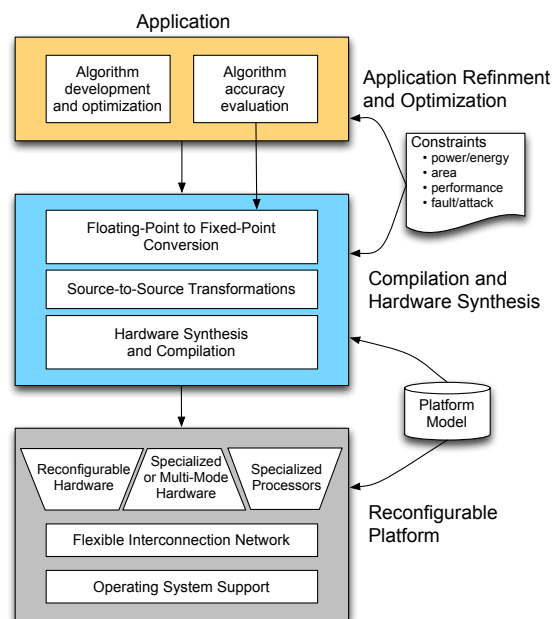 Application
Algorithm
development
and optimization
Algorithm
accuracy
evaluation
Application Refinment
and Optimization
Constraints
• power/energy
• area
• performance
• fault/attack
Floating-Point to Fixed-Point
Conversion
Source-to-Source Transformations
Hardware Synthesis
and Compilation
Compilation and
Hardware Synthesis
Platform
Model
Reconfigurable
Hardware
Specialized
or Multi-Mode
Hardware
Specialized
Processors
Flexible Interconnection Network
Operating System Support
Reconfigurable
Platform